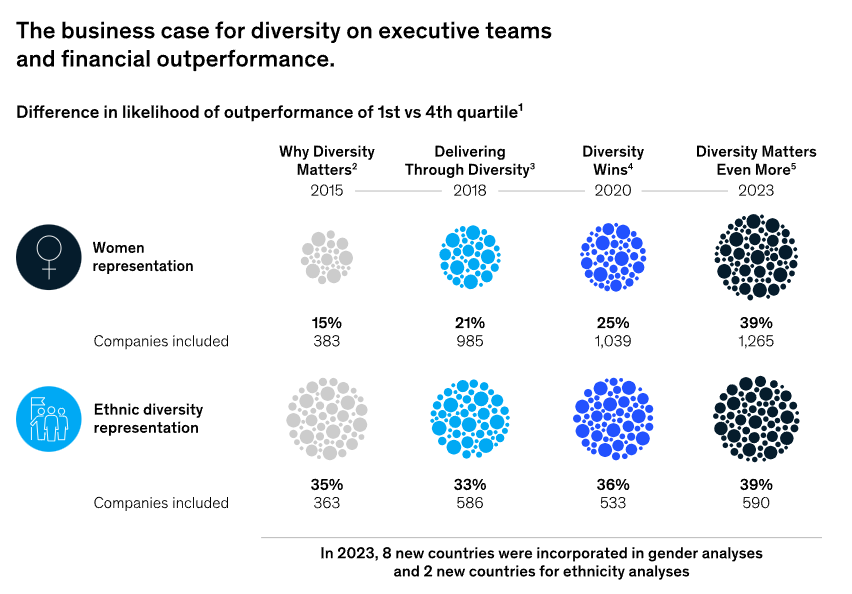 The business case for diversity on executive teams
and financial outperformance.
Difference in likelihood of outperformance of 1st vs 4th quartile¹
Why Diversity
Matters²
2015
Delivering
Through Diversity³
2018
Diversity
Wins⁴
2020
Diversity Matters
Even More⁵
2023
Women
representation
15% 21% 25% 39%
Companies included 383 985 1,039 1,265
Ethnic diversity
representation
35% 33% 36% 39%
Companies included 363 586 533 590
In 2023, 8 new countries were incorporated in gender analyses
and 2 new countries for ethnicity analyses